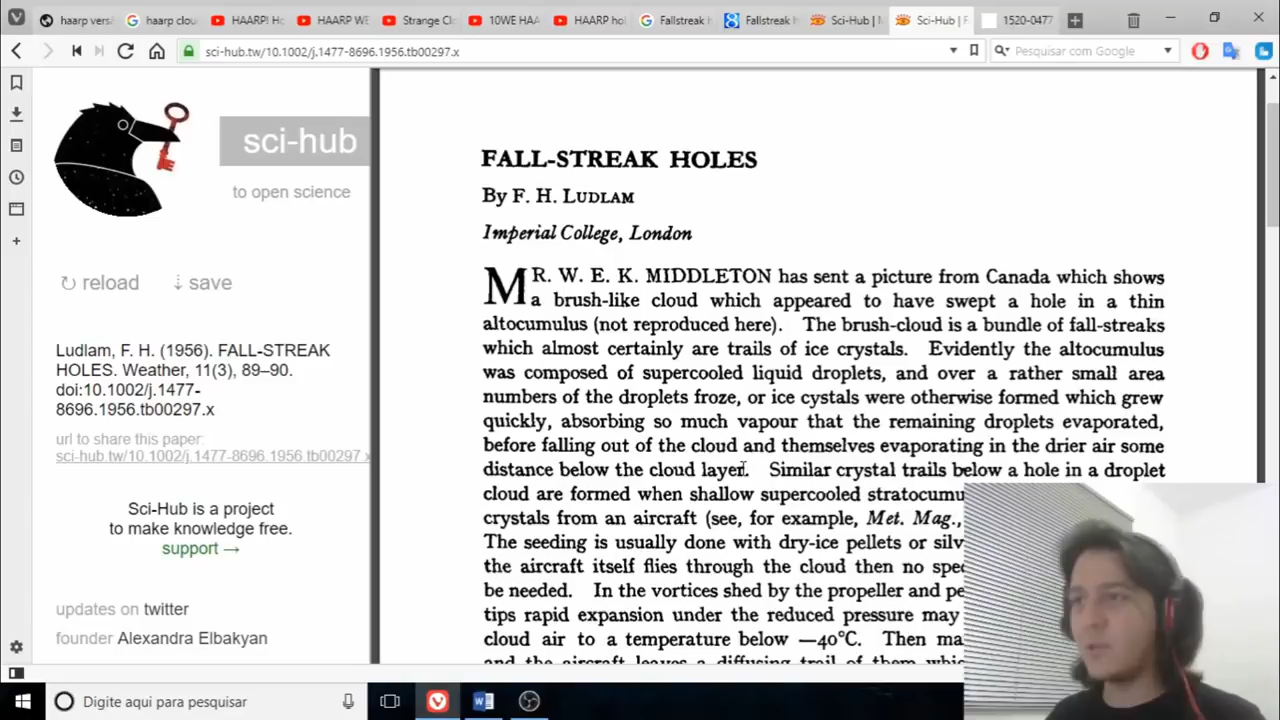 haarp versi
haarp clou
HAARP! H
HAARP WE
Strange Cl
10WE HAA
HAARP hol
Fallstreak h
Fallstreak h
Sci-Hub |
Sci-Hub | F
1520-0477
sci-hub.tw/10.1002/j.1477-8696.1956.tb00297.x
Pesquisar com Google
sci-hub
to open science
reload
save
Ludlam, F. H. (1956). FALL-STREAK
HOLES. Weather, 11(3), 89–90.
doi:10.1002/j.1477-
8696.1956.tb00297.x
url to share this paper:
sci-hub.tw/10.1002/j.1477-8696.1956.tb00297.x
Sci-Hub is a project
to make knowledge free.
support →
updates on twitter
founder Alexandra Elbakyan
FALL-STREAK HOLES
By F. H. LUDLAM
Imperial College, London
MR. W. E. K. MIDDLETON has sent a picture from Canada which shows
a brush-like cloud which appeared to have swept a hole in a thin
altocumulus (not reproduced here). The brush-cloud is a bundle of fall-streaks
which almost certainly are trails of ice crystals. Evidently the altocumulus
was composed of supercooled liquid droplets, and over a rather small area
numbers of the droplets froze, or ice cystals were otherwise formed which grew
quickly, absorbing so much vapour that the remaining droplets evaporated,
before falling out of the cloud and themselves evaporating in the drier air some
distance below the cloud layer. Similar crystal trails below a hole in a droplet
cloud are formed when shallow supercooled stratocumu
crystals from an aircraft (see, for example, Met. Mag.,
The seeding is usually done with dry-ice pellets or silv
the aircraft itself flies through the cloud then no spe
be needed. In the vortices shed by the propeller and pe
tips rapid expansion under the reduced pressure may
cloud air to a temperature below —40°C. Then ma
and the aircraft leaves a diffusing trail of them whic
Digite aqui para pesquisar